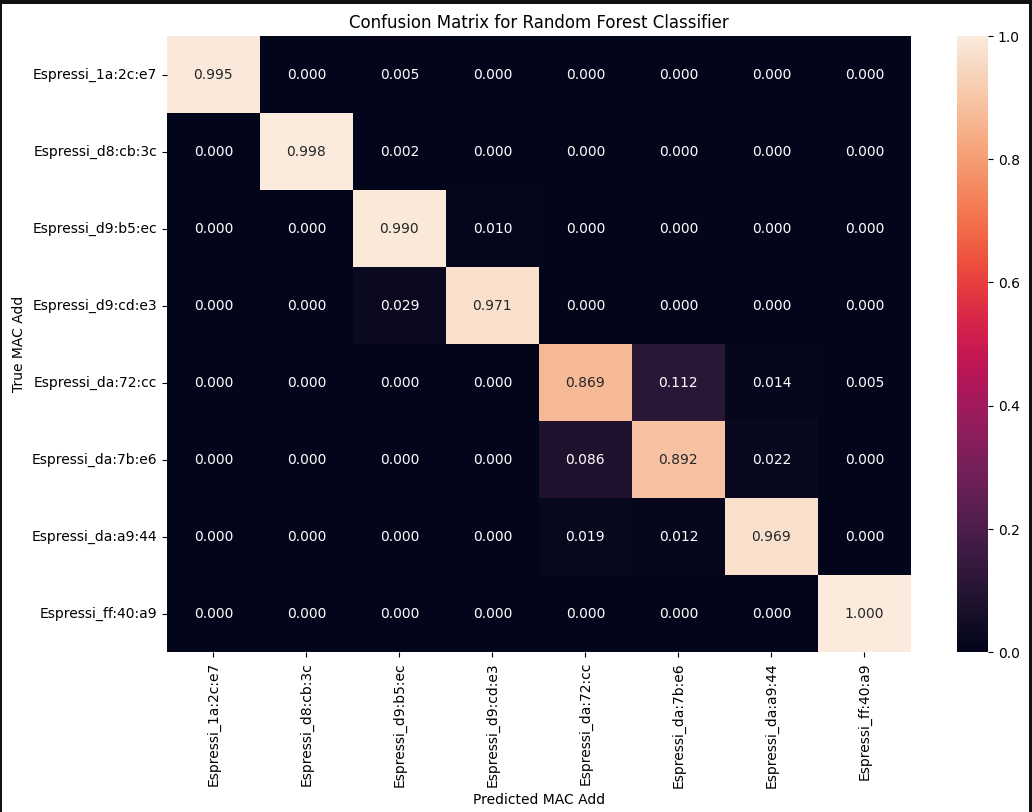 Confusion Matrix for Random Forest Classifier
True MAC Add
Espressi_1a:2c:e7 0.995 0.000 0.005 0.000 0.000 0.000 0.000 0.000
Espressi_d8:cb:3c 0.000 0.998 0.002 0.000 0.000 0.000 0.000 0.000
Espressi_d9:b5:ec 0.000 0.000 0.990 0.010 0.000 0.000 0.000 0.000
Espressi_d9:cd:e3 0.000 0.000 0.029 0.971 0.000 0.000 0.000 0.000
Espressi_da:72:cc 0.000 0.000 0.000 0.000 0.869 0.112 0.014 0.005
Espressi_da:7b:e6 0.000 0.000 0.000 0.000 0.086 0.892 0.022 0.000
Espressi_da:a9:44 0.000 0.000 0.000 0.000 0.019 0.012 0.969 0.000
Espressi_ff:40:a9 0.000 0.000 0.000 0.000 0.000 0.000 0.000 1.000
Espressi_1a:2c:e7
Espressi_d8:cb:3c
Espressi_d9:b5:ec
Espressi_d9:cd:e3
Espressi_da:72:cc
Espressi_da:7b:e6
Espressi_da:a9:44
Espressi_ff:40:a9
Predicted MAC Add
1.0
0.8
0.6
0.4
0.2
0.0